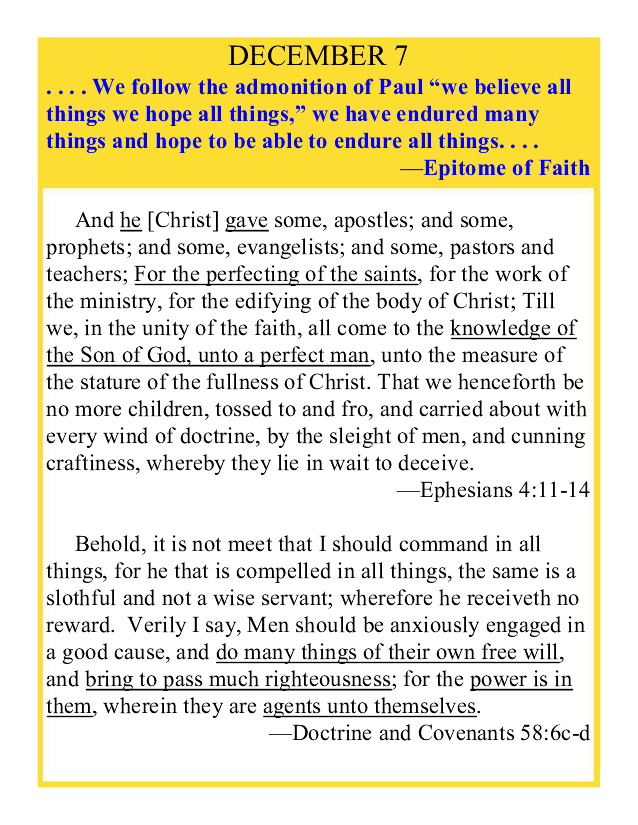 DECEMBER 7
. . . . We follow the admonition of Paul “we believe all
things we hope all things,” we have endured many
things and hope to be able to endure all things. . . .
—Epitome of Faith
And he [Christ] gave some, apostles; and some,
prophets; and some, evangelists; and some, pastors and
teachers; For the perfecting of the saints, for the work of
the ministry, for the edifying of the body of Christ; Till
we, in the unity of the faith, all come to the knowledge of
the Son of God, unto a perfect man, unto the measure of
the stature of the fullness of Christ. That we henceforth be
no more children, tossed to and fro, and carried about with
every wind of doctrine, by the sleight of men, and cunning
craftiness, whereby they lie in wait to deceive.
—Ephesians 4:11-14
Behold, it is not meet that I should command in all
things, for he that is compelled in all things, the same is a
slothful and not a wise servant; wherefore he receiveth no
reward.  Verily I say, Men should be anxiously engaged in
a good cause, and do many things of their own free will,
and bring to pass much righteousness; for the power is in
them, wherein they are agents unto themselves.
—Doctrine and Covenants 58:6c-d